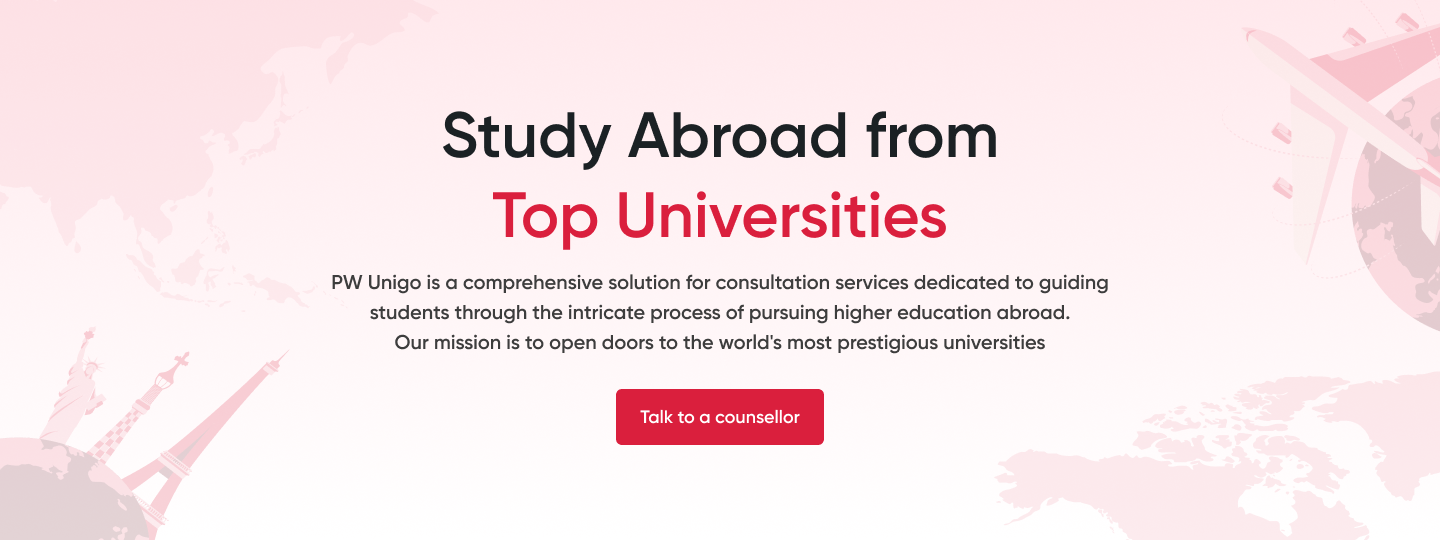 Study Abroad from
Top Universities
PW Unigo is a comprehensive solution for consultation services dedicated to guiding
students through the intricate process of pursuing higher education abroad.
Our mission is to open doors to the world's most prestigious universities
Talk to a counsellor